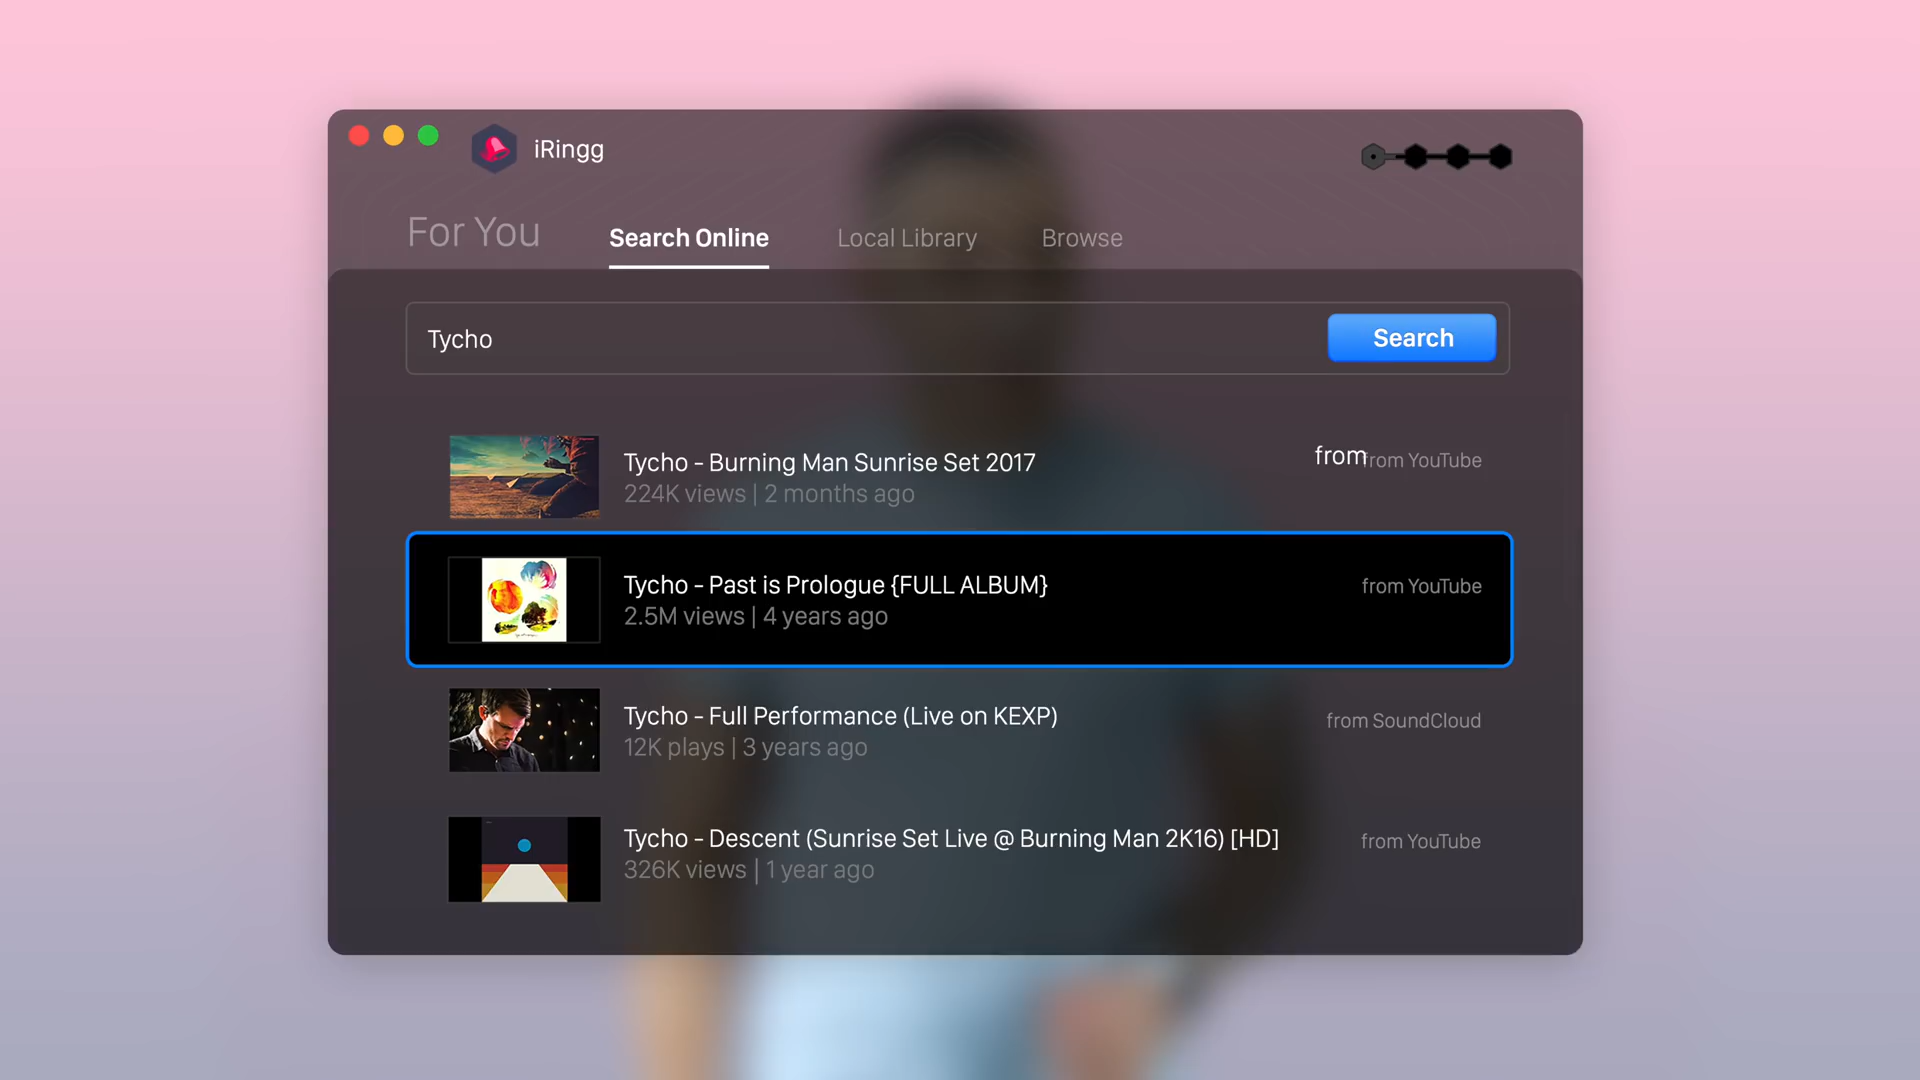 iRingg
For You
Search Online
Local Library
Browse
Tycho
Search
Tycho - Burning Man Sunrise Set 2017
from
from YouTube
224K views | 2 months ago
Tycho - Past is Prologue {FULL ALBUM}
from YouTube
2.5M views | 4 years ago
Tycho - Full Performance (Live on KEXP)
from SoundCloud
12K plays | 3 years ago
Tycho - Descent (Sunrise Set Live @ Burning Man 2K16) [HD]
from YouTube
326K views | 1 year ago